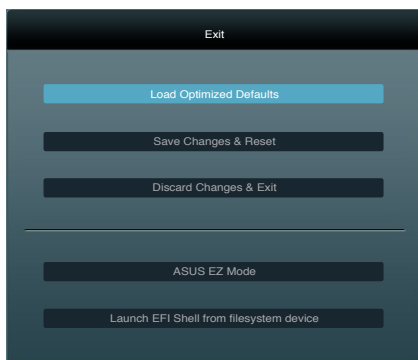 Exit
Load Optimized Defaults
Save Changes & Reset
Discard Changes & Exit
ASUS EZ Mode
Launch EFI Shell from filesystem device